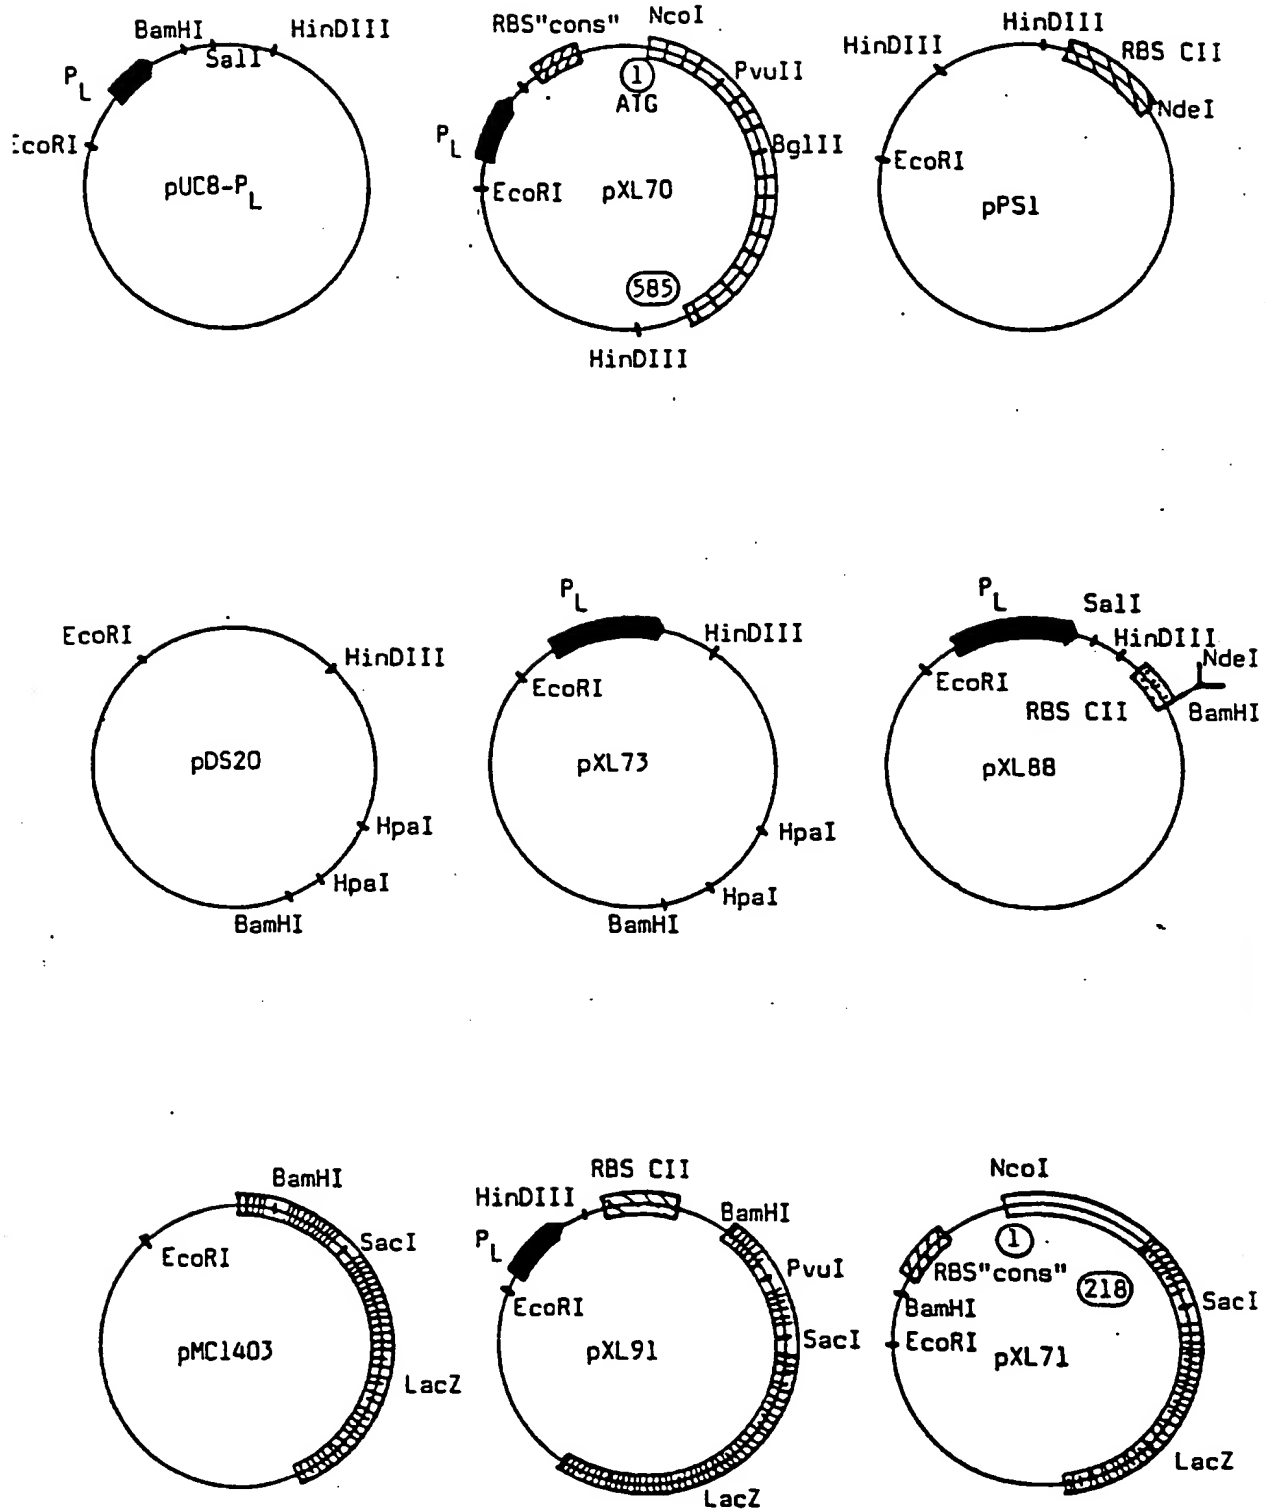 BamHI
SalI
HinDIII
P
L
EcoRI
pUC8-P
L
RBS"cons"
NcoI
1
ATG
PvuII
BglII
P
L
EcoRI
pXL70
585
HinDIII
HinDIII
HinDIII
RBS CII
NdeI
EcoRI
pPS1
EcoRI
HinDIII
pDS20
HpaI
HpaI
BamHI
P
L
HinDIII
EcoRI
pXL73
HpaI
HpaI
BamHI
P
L
SalI
HinDIII
NdeI
EcoRI
RBS CII
BamHI
pXL88
BamHI
EcoRI
SacI
pMC1403
LacZ
RBS CII
HinDIII
BamHI
P
L
PvuI
EcoRI
SacI
pXL91
LacZ
NcoI
1
RBS"cons"
218
BamHI
SacI
EcoRI
pXL71
LacZ